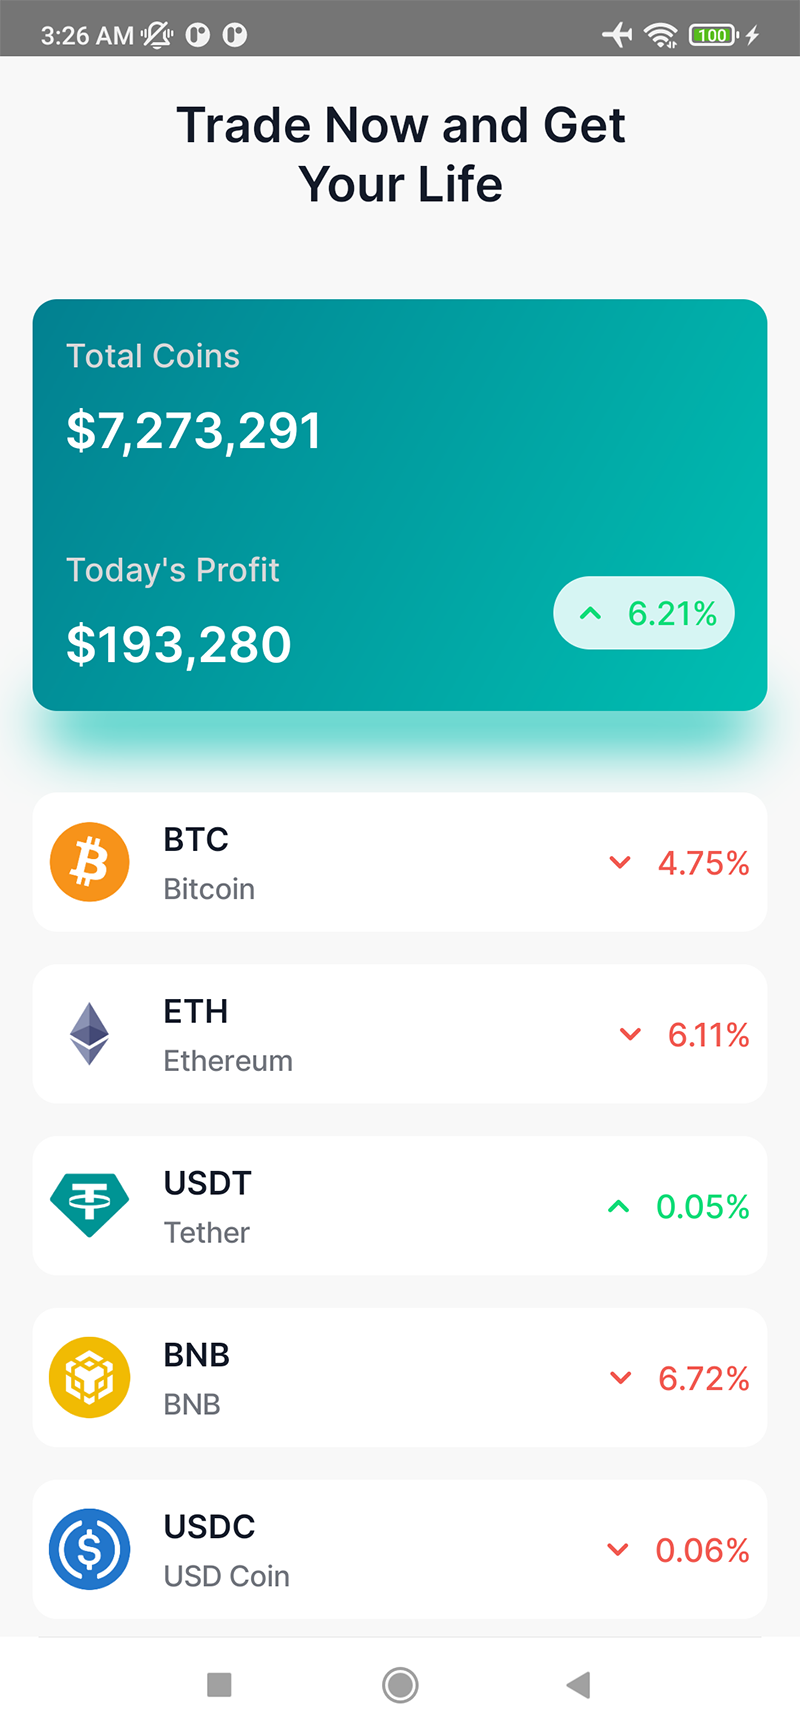 3:26 AM 100
Trade Now and Get
Your Life
Total Coins
$7,273,291
Today's Profit
$193,280
6.21%
BTC
Bitcoin
4.75%
ETH
Ethereum
6.11%
USDT
Tether
0.05%
BNB
BNB
6.72%
USDC
USD Coin
0.06%